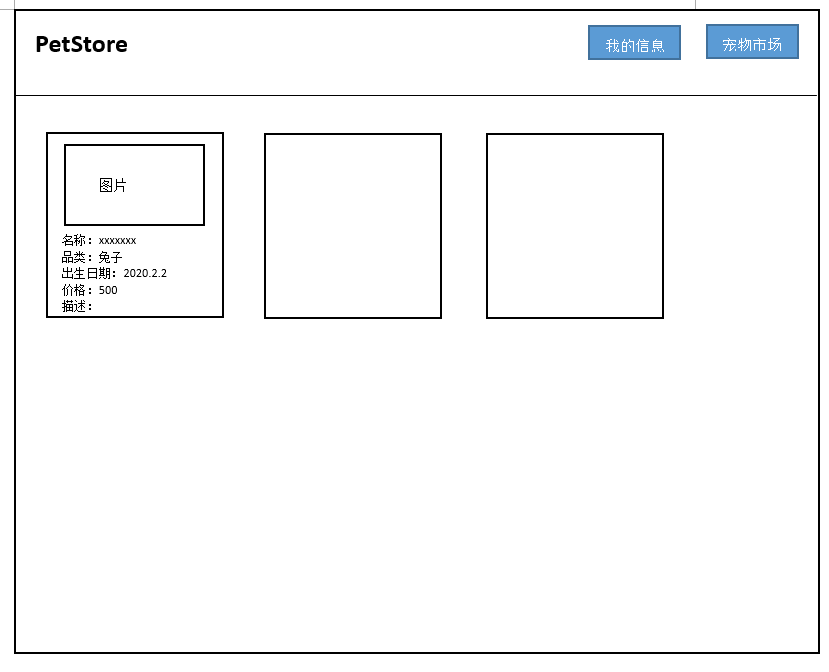 PetStore
我的信息
宠物市场
图片
名称：xxxxxxx
品类：兔子
出生日期：2020.2.2
价格：500
描述：